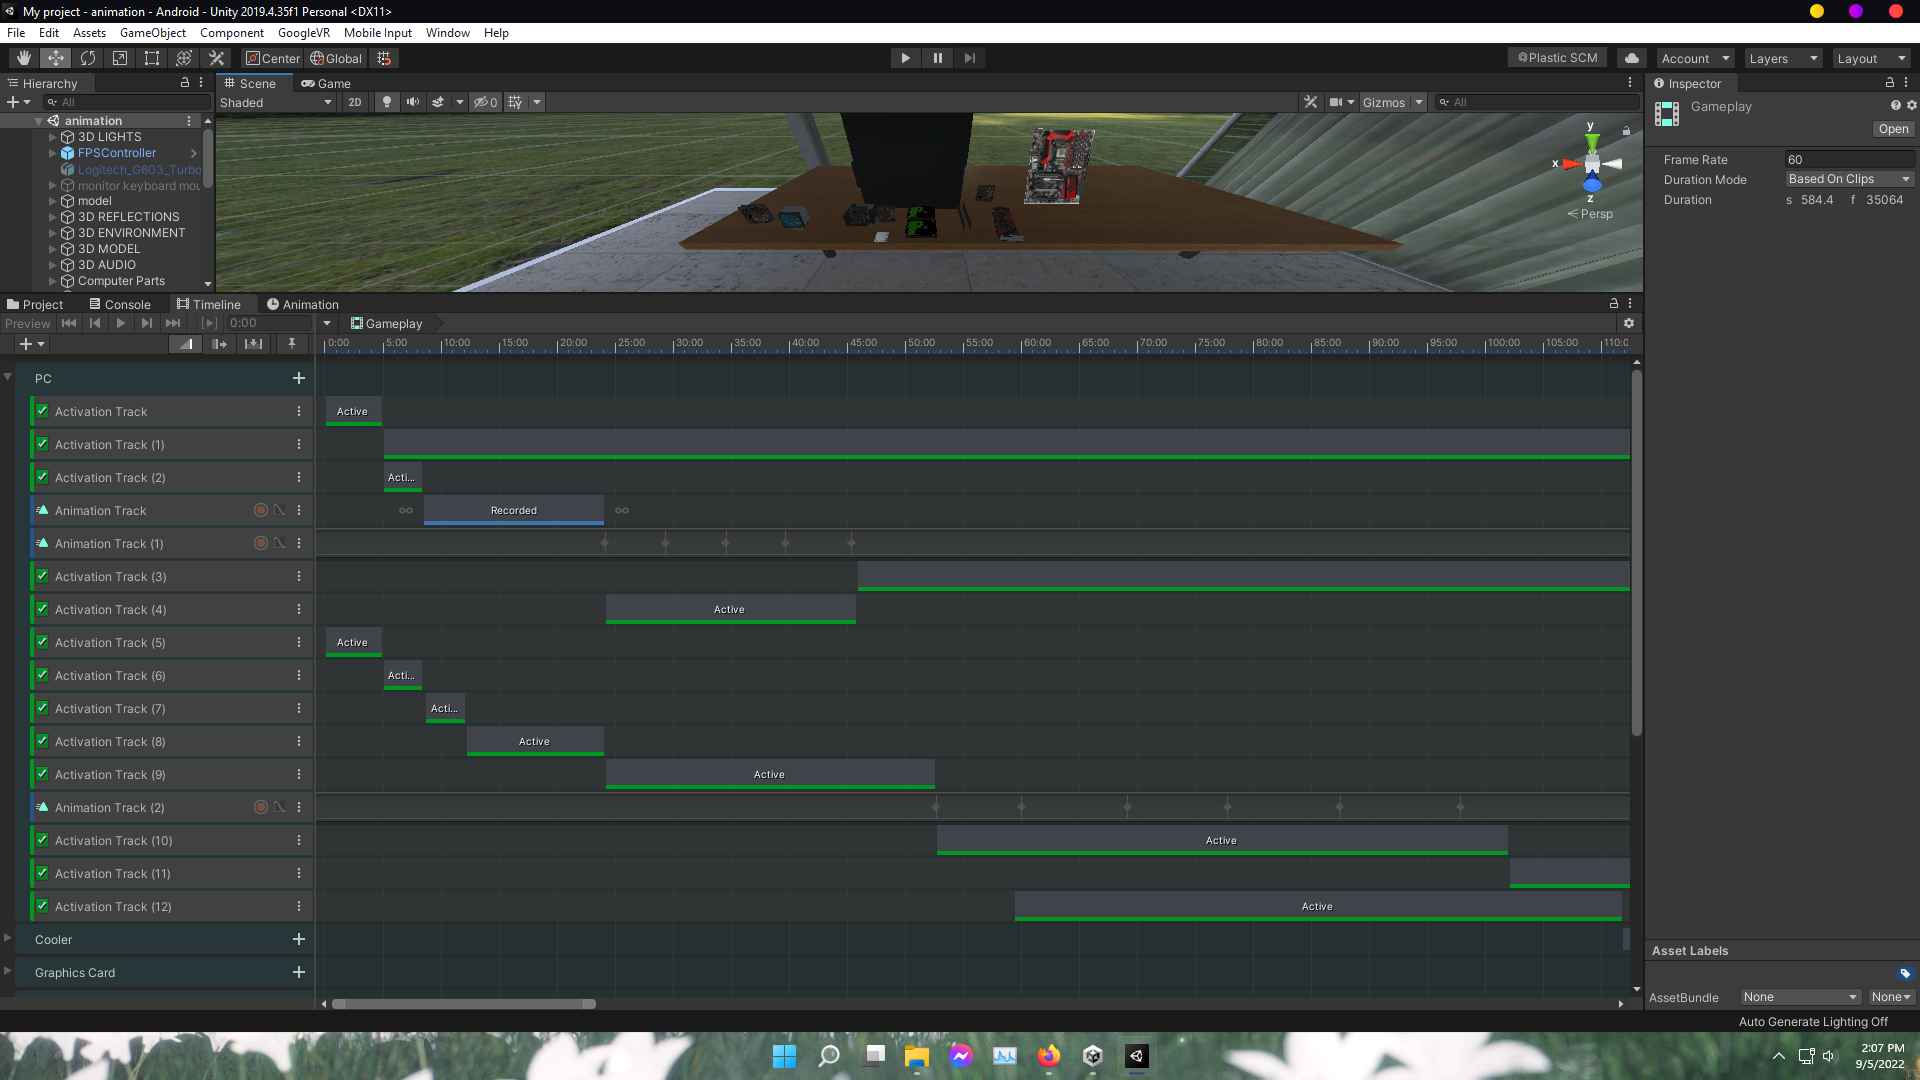 My project - animation - Android - Unity 2019.4.35f1 Personal <DX11>
File Edit Assets GameObject Component GoogleVR Mobile Input Window Help
Center Global Plastic SCM Account Layers Layout
Hierarchy
All
animation
3D LIGHTS
FPSController
Logitech_G603_Turbo
monitor keyboard mou
model
3D REFLECTIONS
3D ENVIRONMENT
3D MODEL
3D AUDIO
Computer Parts
Scene Game
Shaded 2D 0 Gizmos All
y
x
z
Persp
Inspector
Gameplay
Open
Frame Rate 60
Duration Mode Based On Clips
Duration s 584.4 f 35064
Project Console Timeline Animation
Preview 0:00 Gameplay
0:00 5:00 10:00 15:00 20:00 25:00 30:00 35:00 40:00 45:00 50:00 55:00 60:00 65:00 70:00 75:00 80:00 85:00 90:00 95:00 100:00 105:00 110:0
PC
Activation Track Active
Activation Track (1)
Activation Track (2) Acti...
Animation Track Recorded
Animation Track (1)
Activation Track (3)
Activation Track (4) Active
Activation Track (5) Active
Activation Track (6) Acti...
Activation Track (7) Acti...
Activation Track (8) Active
Activation Track (9) Active
Animation Track (2)
Activation Track (10) Active
Activation Track (11)
Activation Track (12) Active
Cooler
Graphics Card
Asset Labels
AssetBundle None None
Auto Generate Lighting Off
2:07 PM
9/5/2022